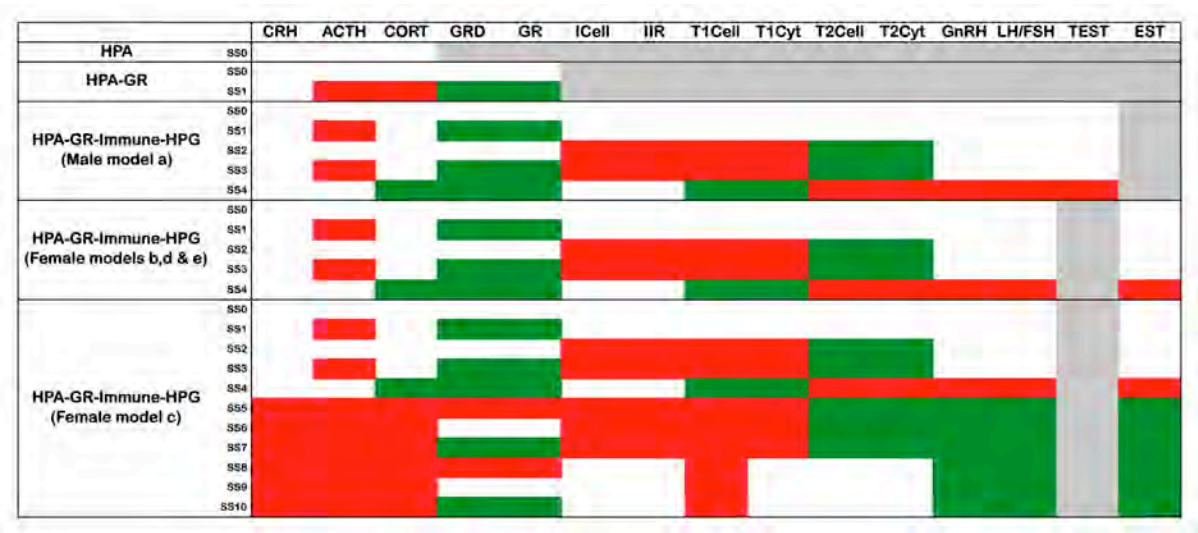 CRH ACTH CORT GRD GR ICell IIR T1Cell T1Cyt T2Cell T2Cyt GnRH LH/FSH TEST EST
HPA SS0
HPA-GR SS0
SS1
HPA-GR-Immune-HPG
(Male model a)
SS0
SS1
SS2
SS3
SS4
HPA-GR-Immune-HPG
(Female models b,d & e)
SS0
SS1
SS2
SS3
SS4
HPA-GR-Immune-HPG
(Female model c)
SS0
SS1
SS2
SS3
SS4
SS5
SS6
SS7
SS8
SS9
SS10